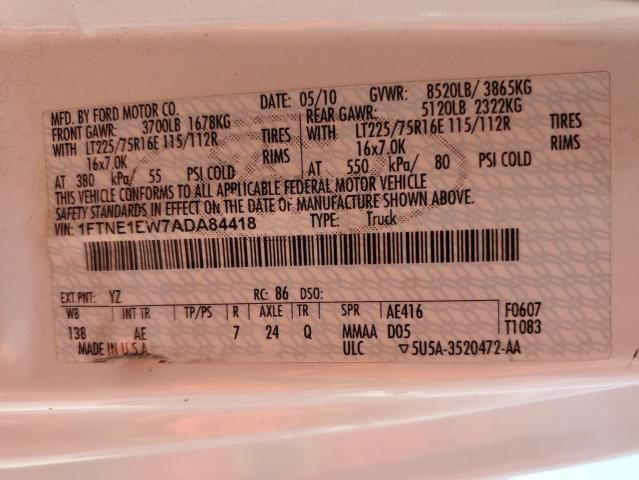 MFD. BY FORD MOTOR CO. DATE: 05/10 GVWR: 8520LB/ 3865KG
FRONT GAWR: 3700LB 1678KG REAR GAWR: 5120LB 2322KG
WITH LT225/75R16E 115/112R TIRES WITH LT225/75R16E 115/112R TIRES
16x7.0K RIMS 16x7.0K RIMS
AT 380 kPa/ 55 PSI COLD AT 550 kPa/ 80 PSI COLD
THIS VEHICLE CONFORMS TO ALL APPLICABLE FEDERAL MOTOR VEHICLE
SAFETY STANDARDS IN EFFECT ON THE DATE OF MANUFACTURE SHOWN ABOVE.
VIN: 1FTNE1EW7ADA84418 TYPE: Truck
EXT PNT: YZ RC: 86 DSO:
WB INT TR TP/PS R AXLE TR SPR AE416 F0607
138 AE 7 24 Q MMAA D05 T1083
MADE IN U.S.A. ULC ▽5U5A-3520472-AA